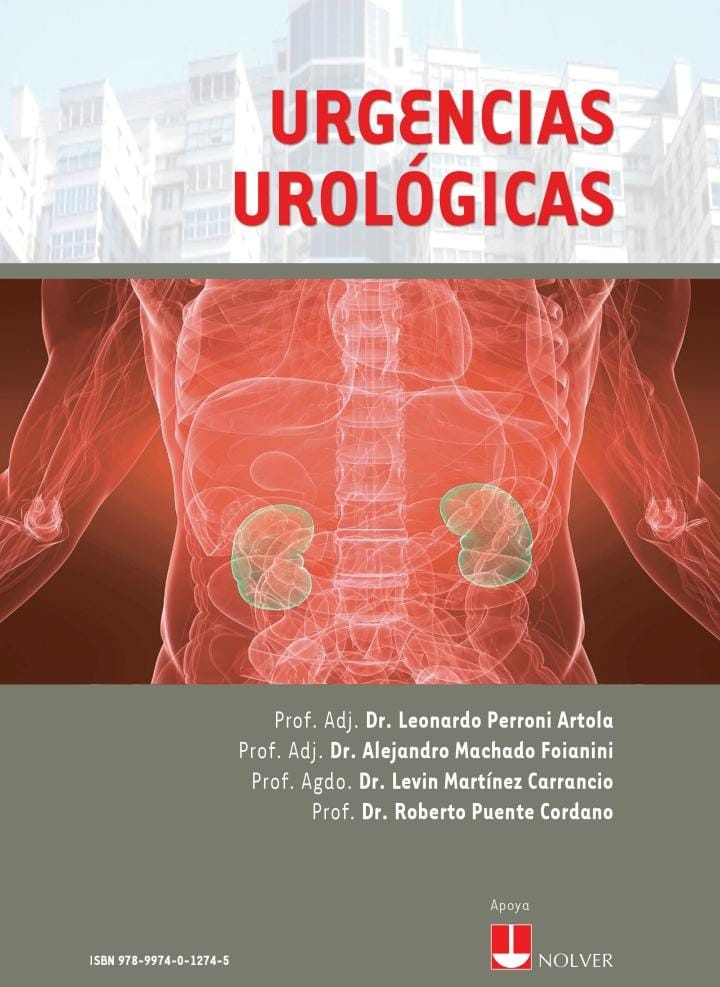 URGENCIAS
UROLÓGICAS
Prof. Adj. Dr. Leonardo Perroni Artola
Prof. Adj. Dr. Alejandro Machado Foianini
Prof. Agdo. Dr. Levin Martínez Carrancio
Prof. Dr. Roberto Puente Cordano
Apoya
NOLVER
ISBN 978-9974-0-1274-5